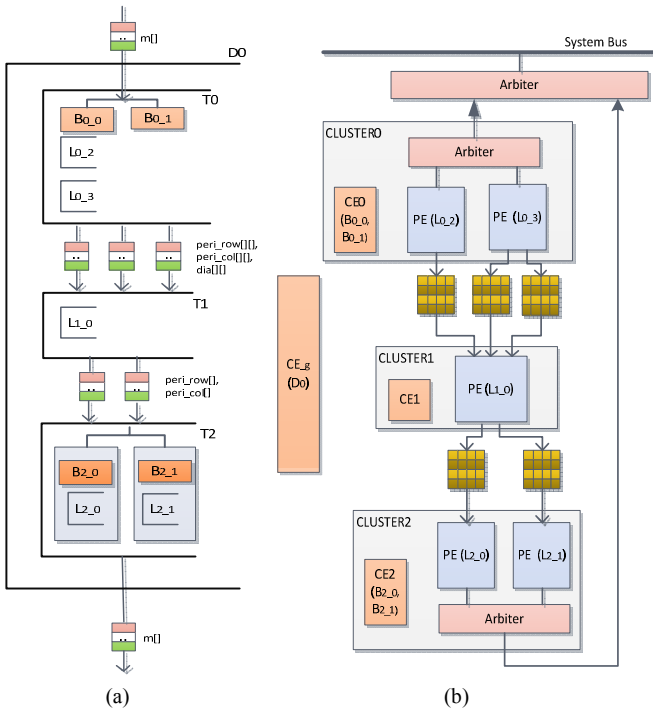 m[]
D0
T0
B0_0
B0_1
L0_2
L0_3
peri_row[][],
peri_col[][],
dia[][]
T1
L1_0
peri_row[],
peri_col[]
T2
B2_0
B2_1
L2_0
L2_1
m[]
(a)
System Bus
Arbiter
CLUSTER0
Arbiter
CE0
(B0_0,
B0_1)
PE (L0_2)
PE (L0_3)
CE_g
(D0)
CLUSTER1
CE1
PE (L1_0)
CLUSTER2
CE2
(B2_0,
B2_1)
PE (L2_0)
PE (L2_1)
Arbiter
(b)